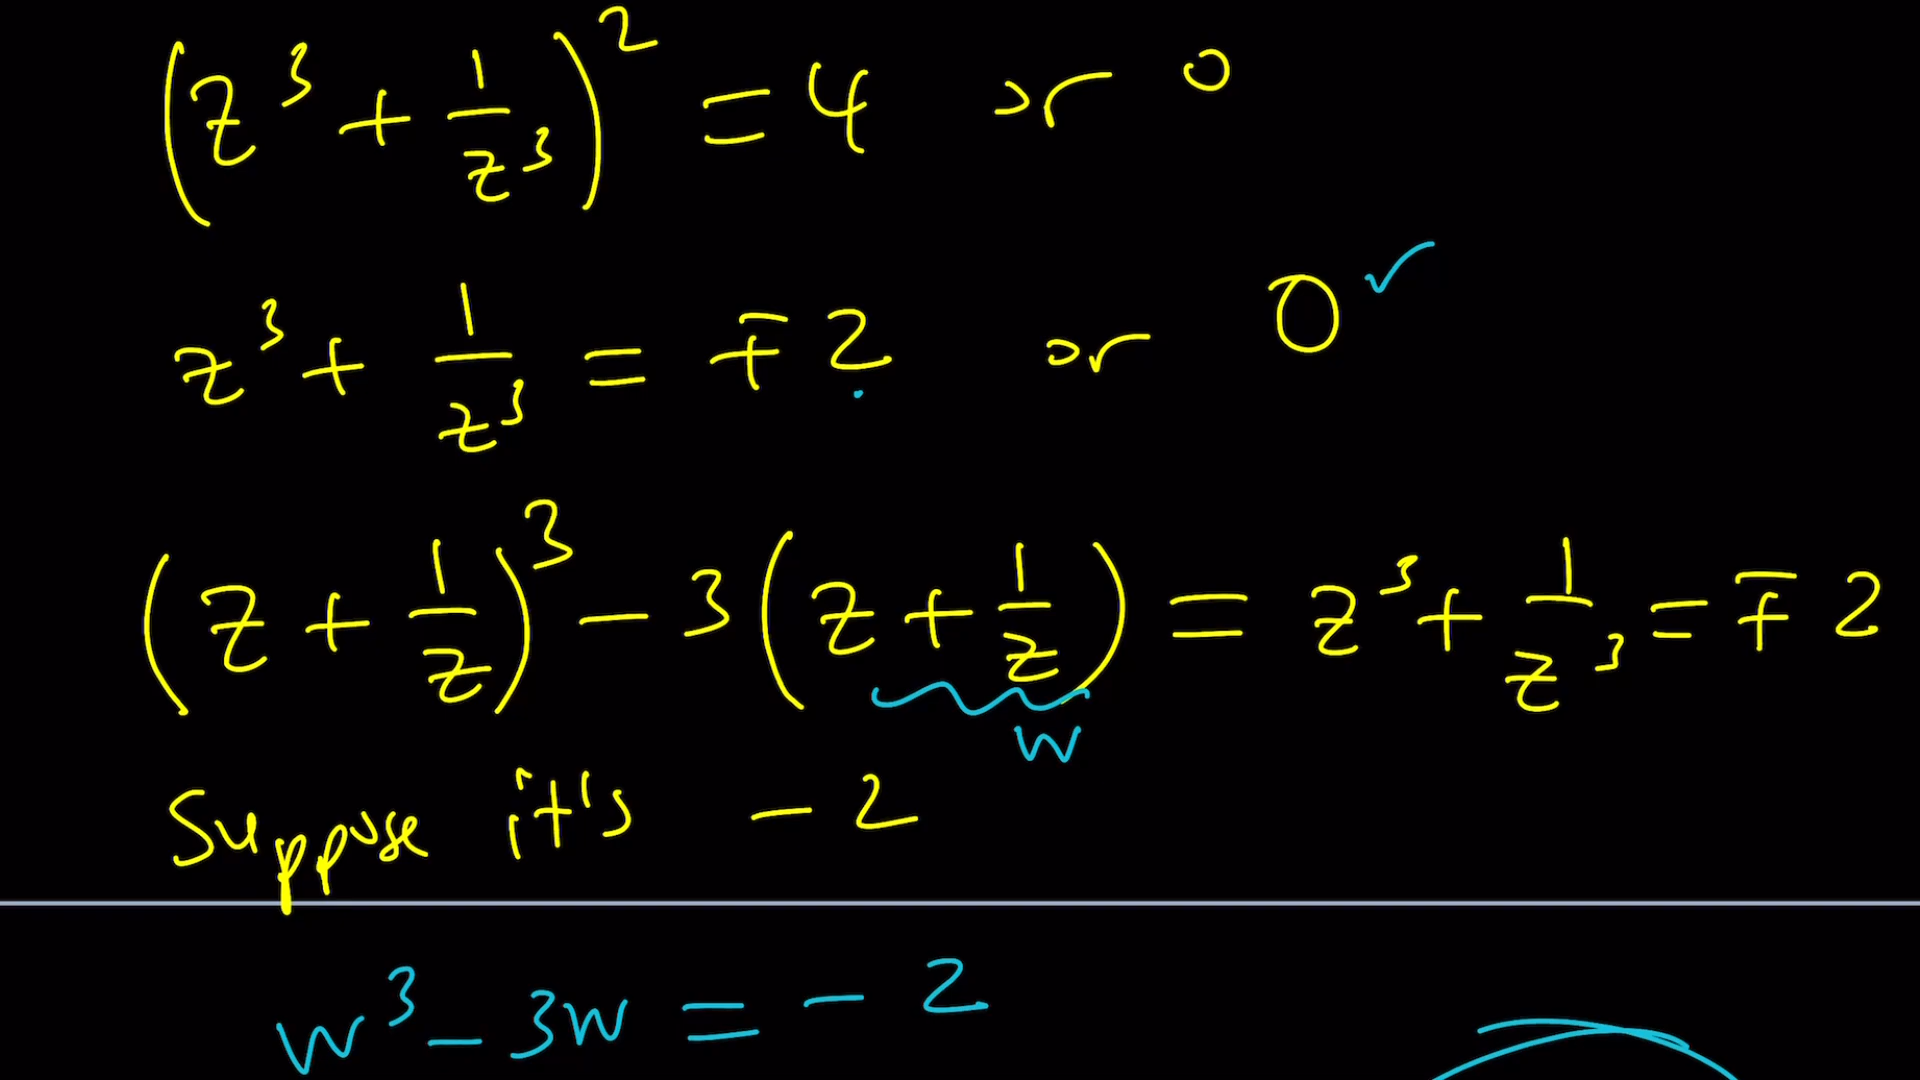 (z³ + 1/z³)² = 4 or 0
z³ + 1/z³ = ∓ 2 or 0 ✓
(z + 1/z)³ − 3(z + 1/z) = z³ + 1/z³ = ∓ 2
w
Suppose it's − 2
w³ − 3w = − 2